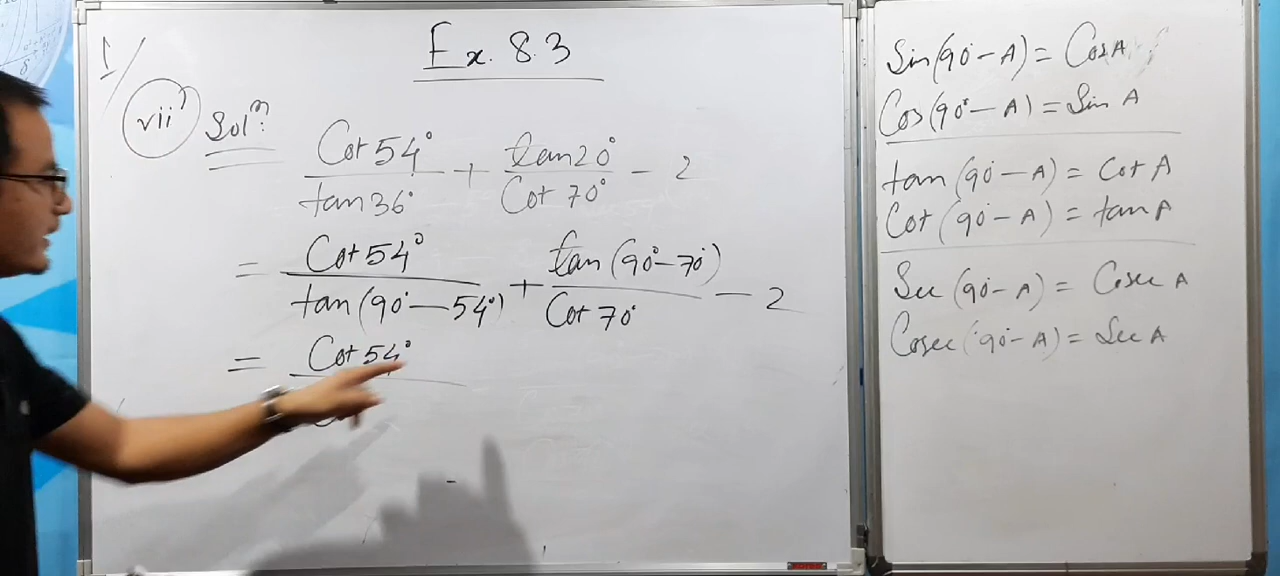 1/
Ex. 8.3
vii) Solⁿ:
Cot 54° / tan 36° + tan 20° / Cot 70° - 2
= Cot 54° / tan (90° - 54°) + tan (90° - 70°) / Cot 70° - 2
= Cot 54°
Sin (90° - A) = Cos A
Cos (90° - A) = Sin A
tan (90° - A) = Cot A
Cot (90° - A) = tan A
Sec (90° - A) = Cosec A
Cosec (90° - A) = Sec A